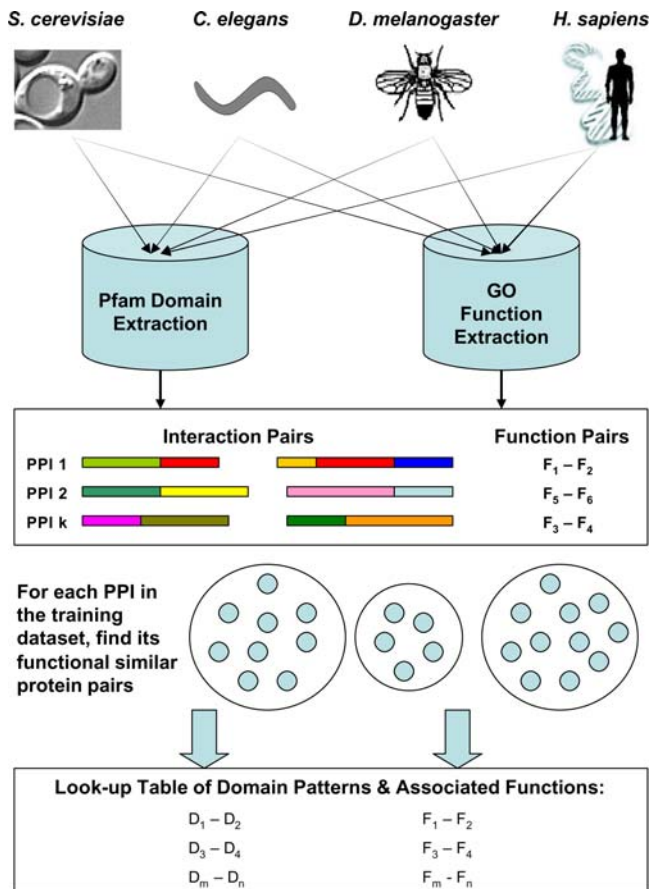 S. cerevisiae C. elegans D. melanogaster H. sapiens
Pfam Domain
Extraction
GO
Function
Extraction
Interaction Pairs Function Pairs
PPI 1 F1 – F2
PPI 2 F5 – F6
PPI k F3 – F4
For each PPI in
the training
dataset, find its
functional similar
protein pairs
Look-up Table of Domain Patterns & Associated Functions:
D1 – D2 F1 – F2
D3 – D4 F3 – F4
Dm – Dn Fm - Fn